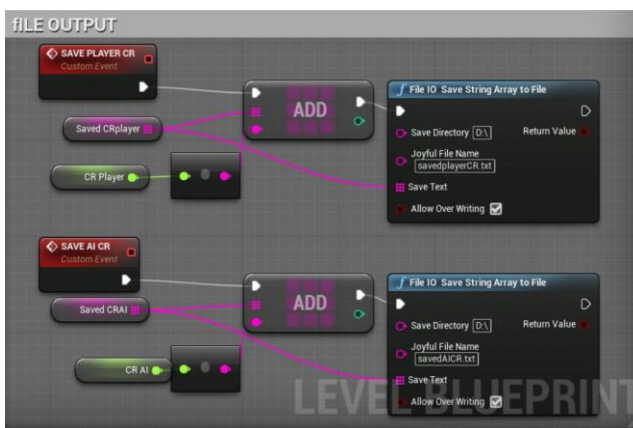 fILE OUTPUT
SAVE PLAYER CR
Custom Event
Saved CRplayer
CR Player
ADD
File IO Save String Array to File
Save Directory D:\
Return Value
Joyful File Name
savedplayerCR.txt
Save Text
Allow Over Writing
SAVE AI CR
Custom Event
Saved CRAI
CR AI
ADD
File IO Save String Array to File
Save Directory D:\
Return Value
Joyful File Name
savedAICR.txt
Save Text
Allow Over Writing
LEVEL BLUEPRINT